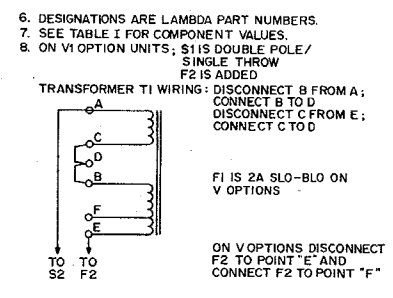 6. DESIGNATIONS ARE LAMBDA PART NUMBERS.
7. SEE TABLE I FOR COMPONENT VALUES.
8. ON V1 OPTION UNITS; S1 IS DOUBLE POLE/
SINGLE THROW
F2 IS ADDED
TRANSFORMER T1 WIRING: DISCONNECT B FROM A;
CONNECT B TO D
DISCONNECT C FROM E;
CONNECT C TO D
A
C
D
B
F1 IS 2A SLO-BLO ON
V OPTIONS
F
E
TO S2
TO F2
ON V OPTIONS DISCONNECT
F2 TO POINT "E" AND
CONNECT F2 TO POINT "F"